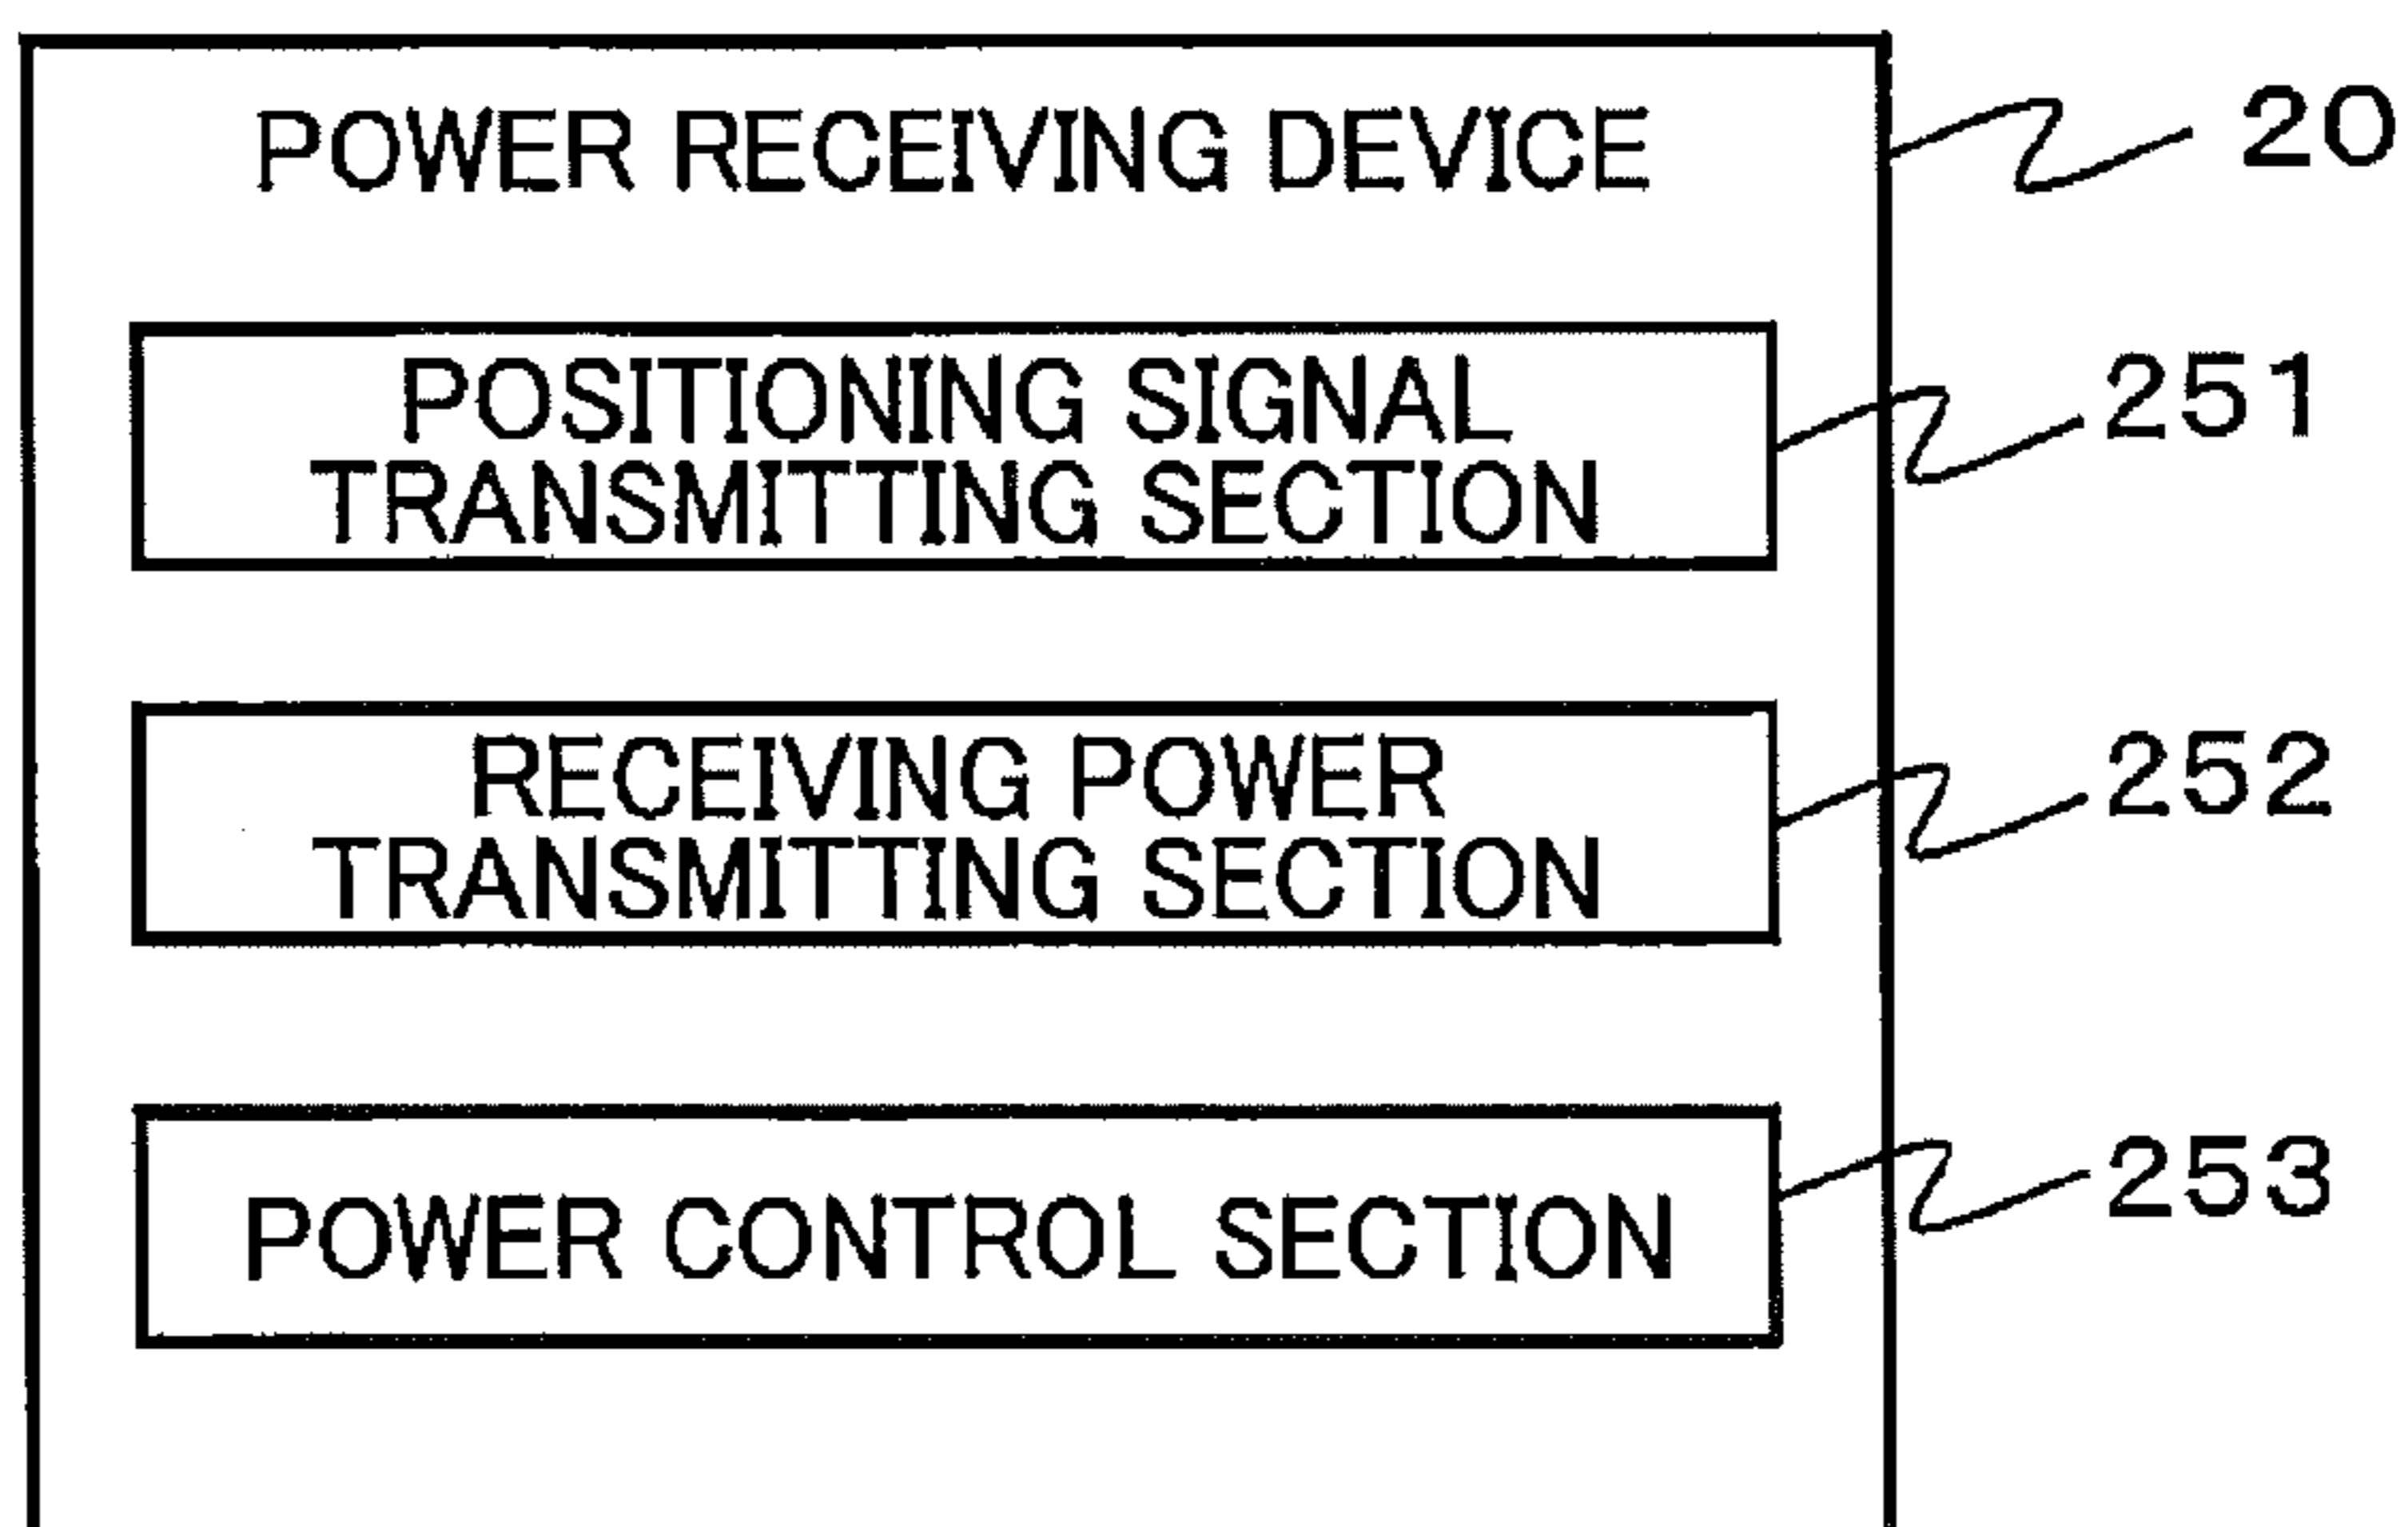 POWER RECEIVING DEVICE
20
POSITIONING SIGNAL
TRANSMITTING SECTION
251
RECEIVING POWER
TRANSMITTING SECTION
252
POWER CONTROL SECTION
253